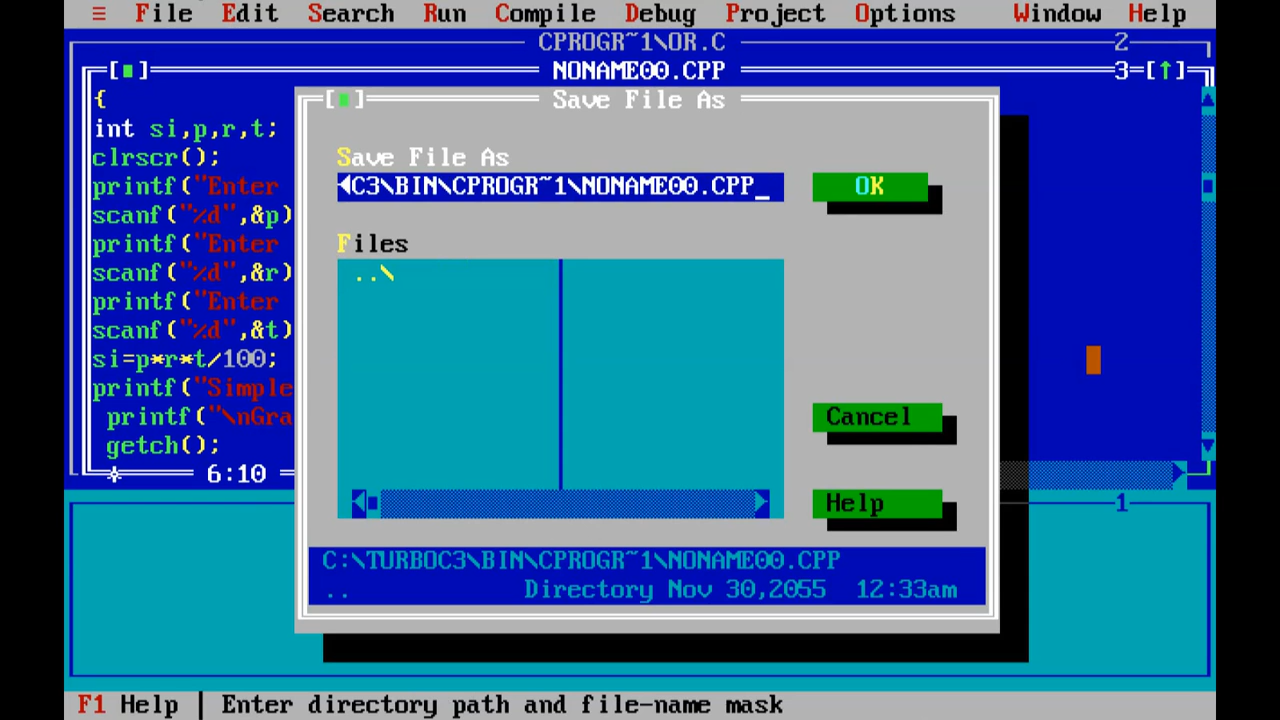 ≡ File Edit Search Run Compile Debug Project Options Window Help
CPROGR~1\OR.C 2
[■] NONAME00.CPP 3=[↑]
{
int si,p,r,t;
clrscr();
printf("Enter
scanf("%d",&p)
printf("Enter
scanf("%d",&r)
printf("Enter
scanf("%d",&t)
si=p*r*t/100;
printf("Simple
printf("\nGra
getch();
6:10
[■] Save File As
Save File As
◄C3\BIN\CPROGR~1\NONAME00.CPP_
OK
Files
..\
Cancel
Help
C:\TURBOC3\BIN\CPROGR~1\NONAME00.CPP
.. Directory Nov 30,2055 12:33am
1
F1 Help │ Enter directory path and file-name mask